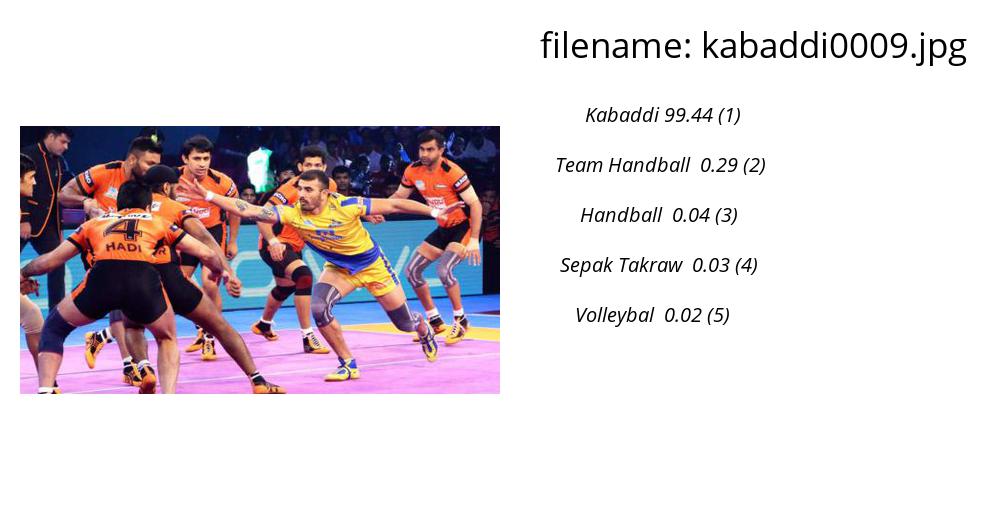 filename: kabaddi0009.jpg
Kabaddi 99.44 (1)
Team Handball 0.29 (2)
Handball 0.04 (3)
Sepak Takraw 0.03 (4)
Volleybal 0.02 (5)
4
HADI